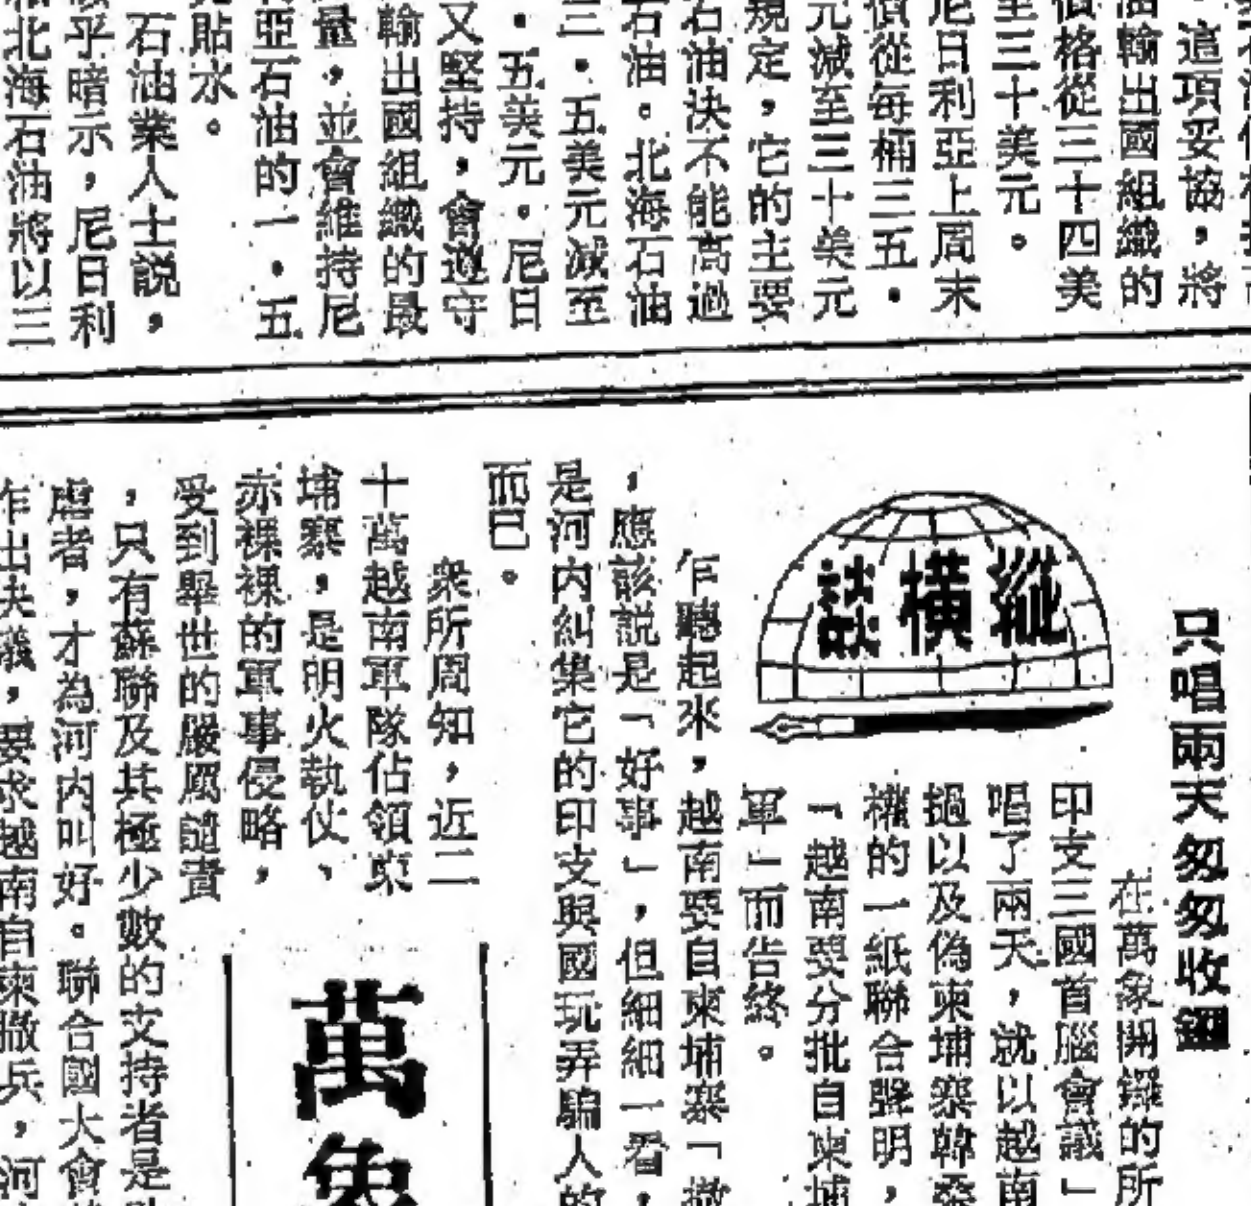 這項妥協，將
油輸出國組織的
價格從三十四美
至三十美元。
尼日利亞上周末
價從每桶三五．
元減至三十美元
規定，它的主要
石油決不能高過
石油。北海石油
三．五美元減至
．五美元。尼日
又堅持，會遵守
輸出國組織的最
量，並會維持尼
亞石油的一．五
貼水。
石油業人士說，
乎暗示，尼日利
北海石油將以三
只唱兩天匆匆收鑼
縱橫談
在萬象開鑼的所
印支三國首腦會議」
唱了兩天，就以越南
撾以及偽柬埔寨韓桑
權的一紙聯合聲明，
「越南要分批自柬埔
軍」而告終。
乍聽起來，越南要自柬埔寨「撤
，應該説是「好事」，但細細一看，
是河内糾集它的印支與國玩弄騙人的
而已。
衆所周知，近二
十萬越南軍隊佔領柬
埔寨，是明火執仗、
赤裸裸的軍事侵略，
受到舉世的嚴厲譴責
，只有蘇聯及其極少數的支持者是
虐者，才為河内叫好。聯合國大會
乍出決議，要求越南自柬撤兵，河
萬象